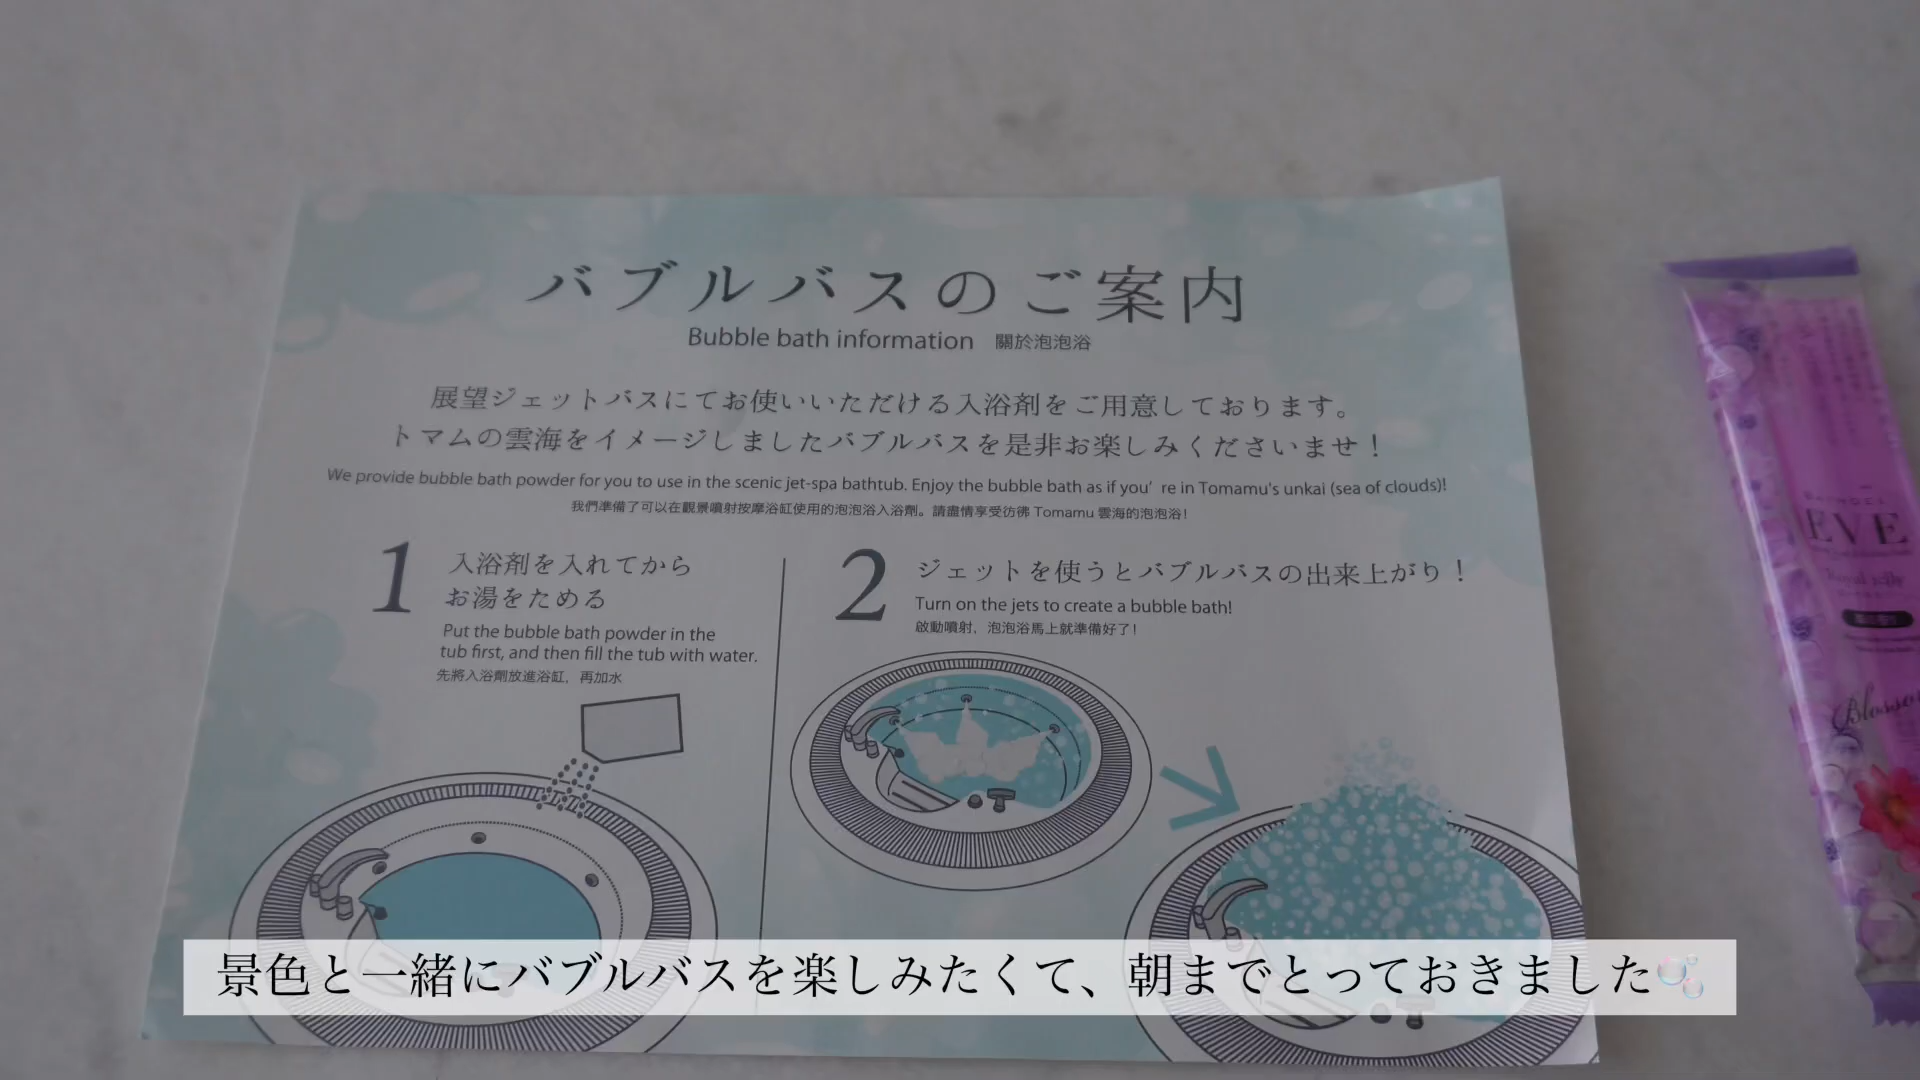 バブルバスのご案内
Bubble bath information 關於泡泡浴
展望ジェットバスにてお使いいただける入浴剤をご用意しております。
トマムの雲海をイメージしましたバブルバスを是非お楽しみくださいませ！
We provide bubble bath powder for you to use in the scenic jet-spa bathtub. Enjoy the bubble bath as if you' re in Tomamu's unkai (sea of clouds)!
我們準備了可以在觀景噴射按摩浴缸使用的泡泡浴入浴劑。請盡情享受彷彿 Tomamu 雲海的泡泡浴！
1
入浴剤を入れてから
お湯をためる
Put the bubble bath powder in the
tub first, and then fill the tub with water.
先將入浴劑放進浴缸，再加水
2
ジェットを使うとバブルバスの出来上がり！
Turn on the jets to create a bubble bath!
啟動噴射，泡泡浴馬上就準備好了！
BATHGEL
EVE
Royal jelly
景色と一緒にバブルバスを楽しみたくて、朝までとっておきました🫧